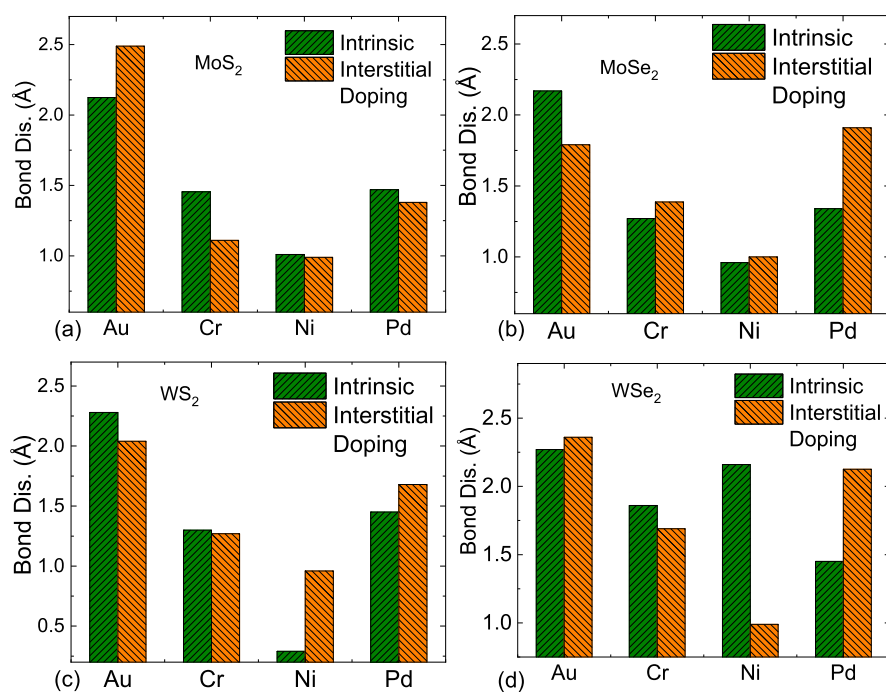 MoS2
Intrinsic
Interstitial
Doping
Bond Dis. (Å)
2.5
2.0
1.5
1.0
Au Cr Ni Pd
(a)
MoSe2
Intrinsic
Interstitial
Doping
Bond Dis. (Å)
2.5
2.0
1.5
1.0
Au Cr Ni Pd
(b)
WS2
Intrinsic
Interstitial
Doping
Bond Dis. (Å)
2.5
2.0
1.5
1.0
0.5
Au Cr Ni Pd
(c)
WSe2
Intrinsic
Interstitial
Doping
Bond Dis. (Å)
2.5
2.0
1.5
1.0
Au Cr Ni Pd
(d)